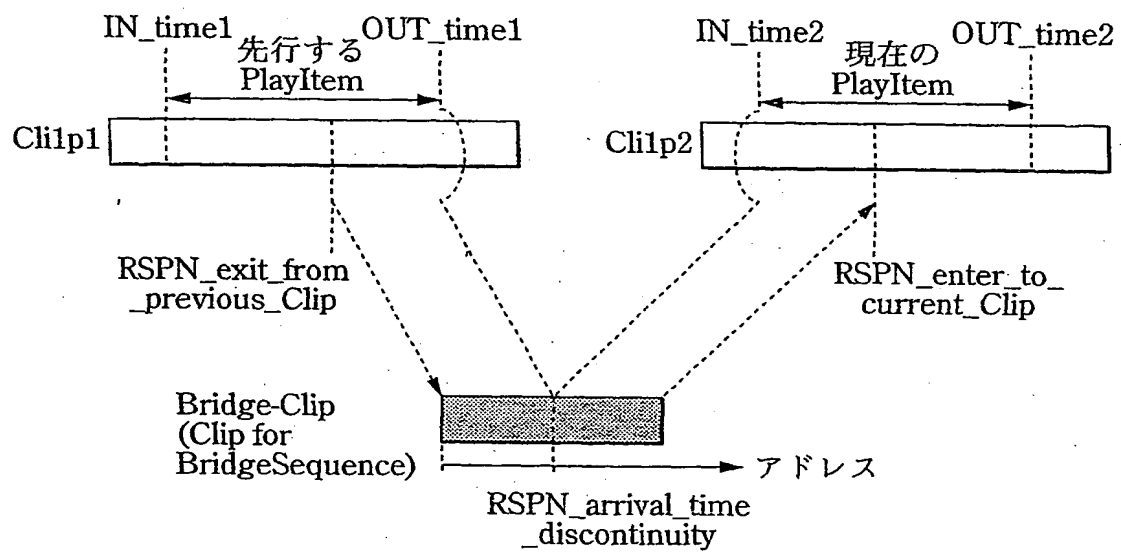 IN_time1
先行する
PlayItem
OUT_time1
IN_time2
現在の
PlayItem
OUT_time2
Cli1p1
Cli1p2
RSPN_exit_from
_previous_Clip
RSPN_enter_to_
current_Clip
Bridge-Clip
(Clip for
BridgeSequence)
アドレス
RSPN_arrival_time
_discontinuity